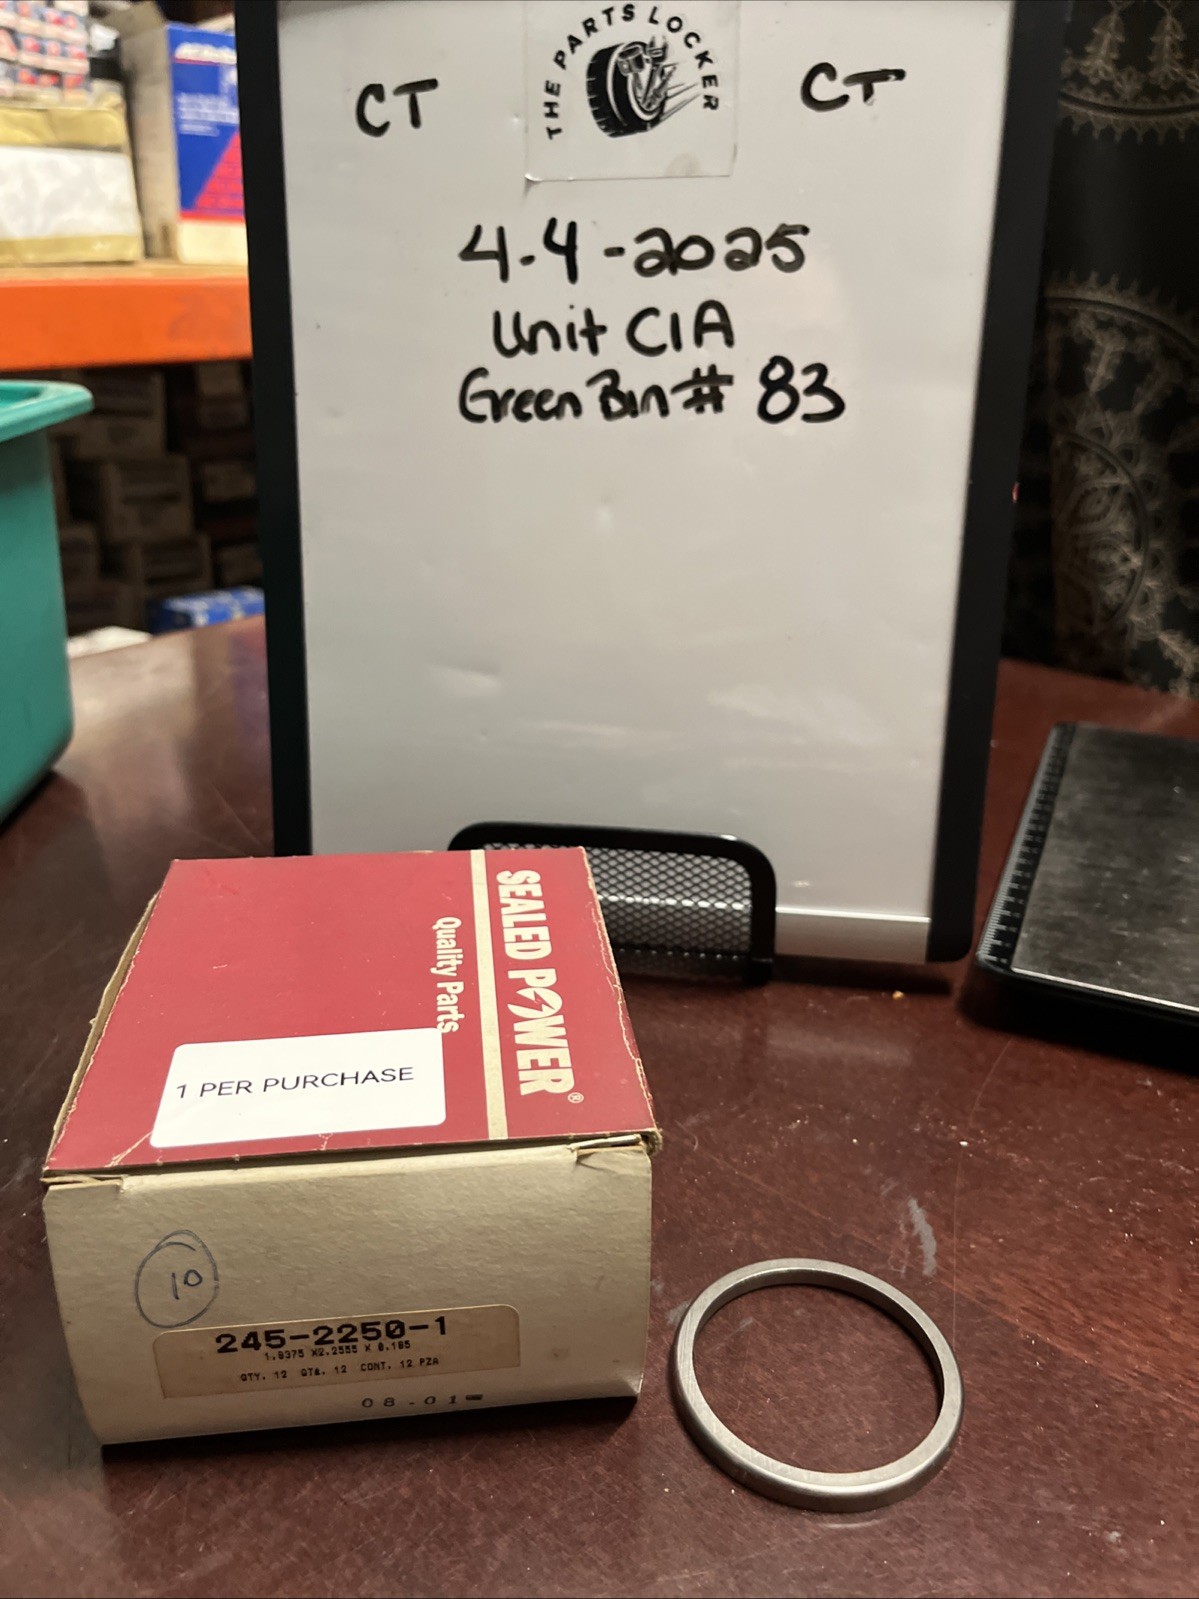 THE PARTS LOCKER
CT
CT
4-4-2025
Unit C1A
Green Bin # 83
SEALED POWER®
Quality Parts
1 PER PURCHASE
10
245-2250-1
QTY. 12 QTE. 12 CONT. 12 PZA
08.01